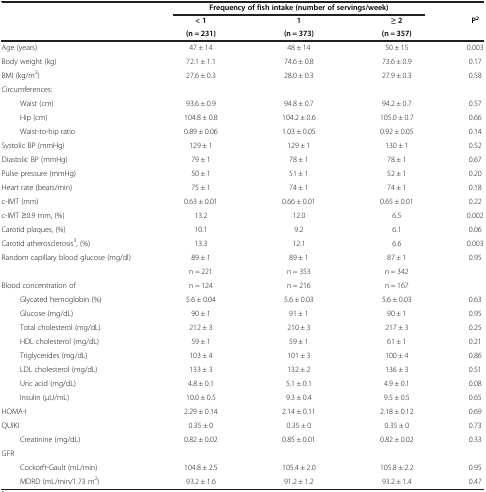 Frequency of fish intake (number of servings/week)
< 1 1 ≥ 2 P²
(n = 231) (n = 373) (n = 357)
Age (years) 47 ± 14 48 ± 14 50 ± 15 0.003
Body weight (kg) 72.1 ± 1.1 74.6 ± 0.8 73.6 ± 0.9 0.17
BMI (kg/m²) 27.6 ± 0.3 28.0 ± 0.3 27.9 ± 0.3 0.58
Circumferences:
Waist (cm) 93.6 ± 0.9 94.8 ± 0.7 94.2 ± 0.7 0.57
Hip (cm) 104.8 ± 0.8 104.2 ± 0.6 105.0 ± 0.7 0.66
Waist-to-hip ratio 0.89 ± 0.06 1.03 ± 0.05 0.92 ± 0.05 0.14
Systolic BP (mmHg) 129 ± 1 129 ± 1 130 ± 1 0.52
Diastolic BP (mmHg) 79 ± 1 78 ± 1 78 ± 1 0.67
Pulse pressure (mmHg) 50 ± 1 51 ± 1 52 ± 1 0.20
Heart rate (beats/min) 75 ± 1 74 ± 1 74 ± 1 0.18
c-IMT (mm) 0.63 ± 0.01 0.66 ± 0.01 0.65 ± 0.01 0.22
c-IMT ≥0.9 mm, (%) 13.2 12.0 6.5 0.002
Carotid plaques, (%) 10.1 9.2 6.1 0.06
Carotid atherosclerosis³, (%) 13.3 12.1 6.6 0.003
Random capillary blood glucose (mg/dl) 89 ± 1 89 ± 1 87 ± 1 0.95
n = 221 n = 353 n = 342
Blood concentration of n = 124 n = 216 n = 167
Glycated hemoglobin (%) 5.6 ± 0.04 5.6 ± 0.03 5.6 ± 0.03 0.63
Glucose (mg/dL) 90 ± 1 91 ± 1 90 ± 1 0.95
Total cholesterol (mg/dL) 212 ± 3 210 ± 3 217 ± 3 0.25
HDL cholesterol (mg/dL) 59 ± 1 59 ± 1 61 ± 1 0.21
Triglycerides (mg/dL) 103 ± 4 101 ± 3 100 ± 4 0.86
LDL cholesterol (mg/dL) 133 ± 3 132 ± 2 136 ± 3 0.51
Uric acid (mg/dL) 4.8 ± 0.1 5.1 ± 0.1 4.9 ± 0.1 0.08
Insulin (µU/mL) 10.0 ± 0.5 9.3 ± 0.4 9.5 ± 0.5 0.65
HOMA-I 2.29 ± 0.14 2.14 ± 0.11 2.18 ± 0.12 0.69
QUIKI 0.35 ± 0 0.35 ± 0 0.35 ± 0 0.73
Creatinine (mg/dL) 0.82 ± 0.02 0.85 ± 0.01 0.82 ± 0.02 0.33
GFR
Cockorft-Gault (mL/min) 104.8 ± 2.5 105.4 ± 2.0 105.8 ± 2.2 0.95
MDRD (mL/min/1.73 m²) 93.2 ± 1.6 91.2 ± 1.2 93.2 ± 1.4 0.47